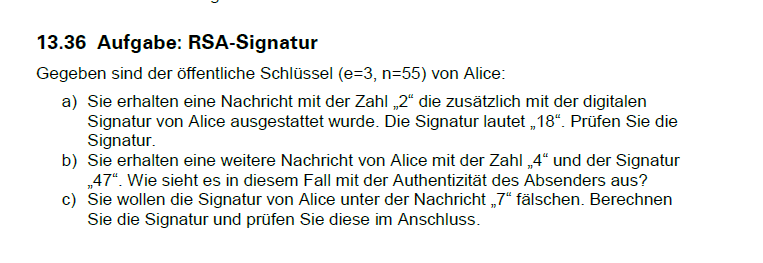 13.36 Aufgabe: RSA-Signatur
Gegeben sind der öffentliche Schlüssel (e=3, n=55) von Alice:
a) Sie erhalten eine Nachricht mit der Zahl „2“ die zusätzlich mit der digitalen
Signatur von Alice ausgestattet wurde. Die Signatur lautet „18“. Prüfen Sie die
Signatur.
b) Sie erhalten eine weitere Nachricht von Alice mit der Zahl „4“ und der Signatur
„47“. Wie sieht es in diesem Fall mit der Authentizität des Absenders aus?
c) Sie wollen die Signatur von Alice unter der Nachricht „7“ fälschen. Berechnen
Sie die Signatur und prüfen Sie diese im Anschluss.